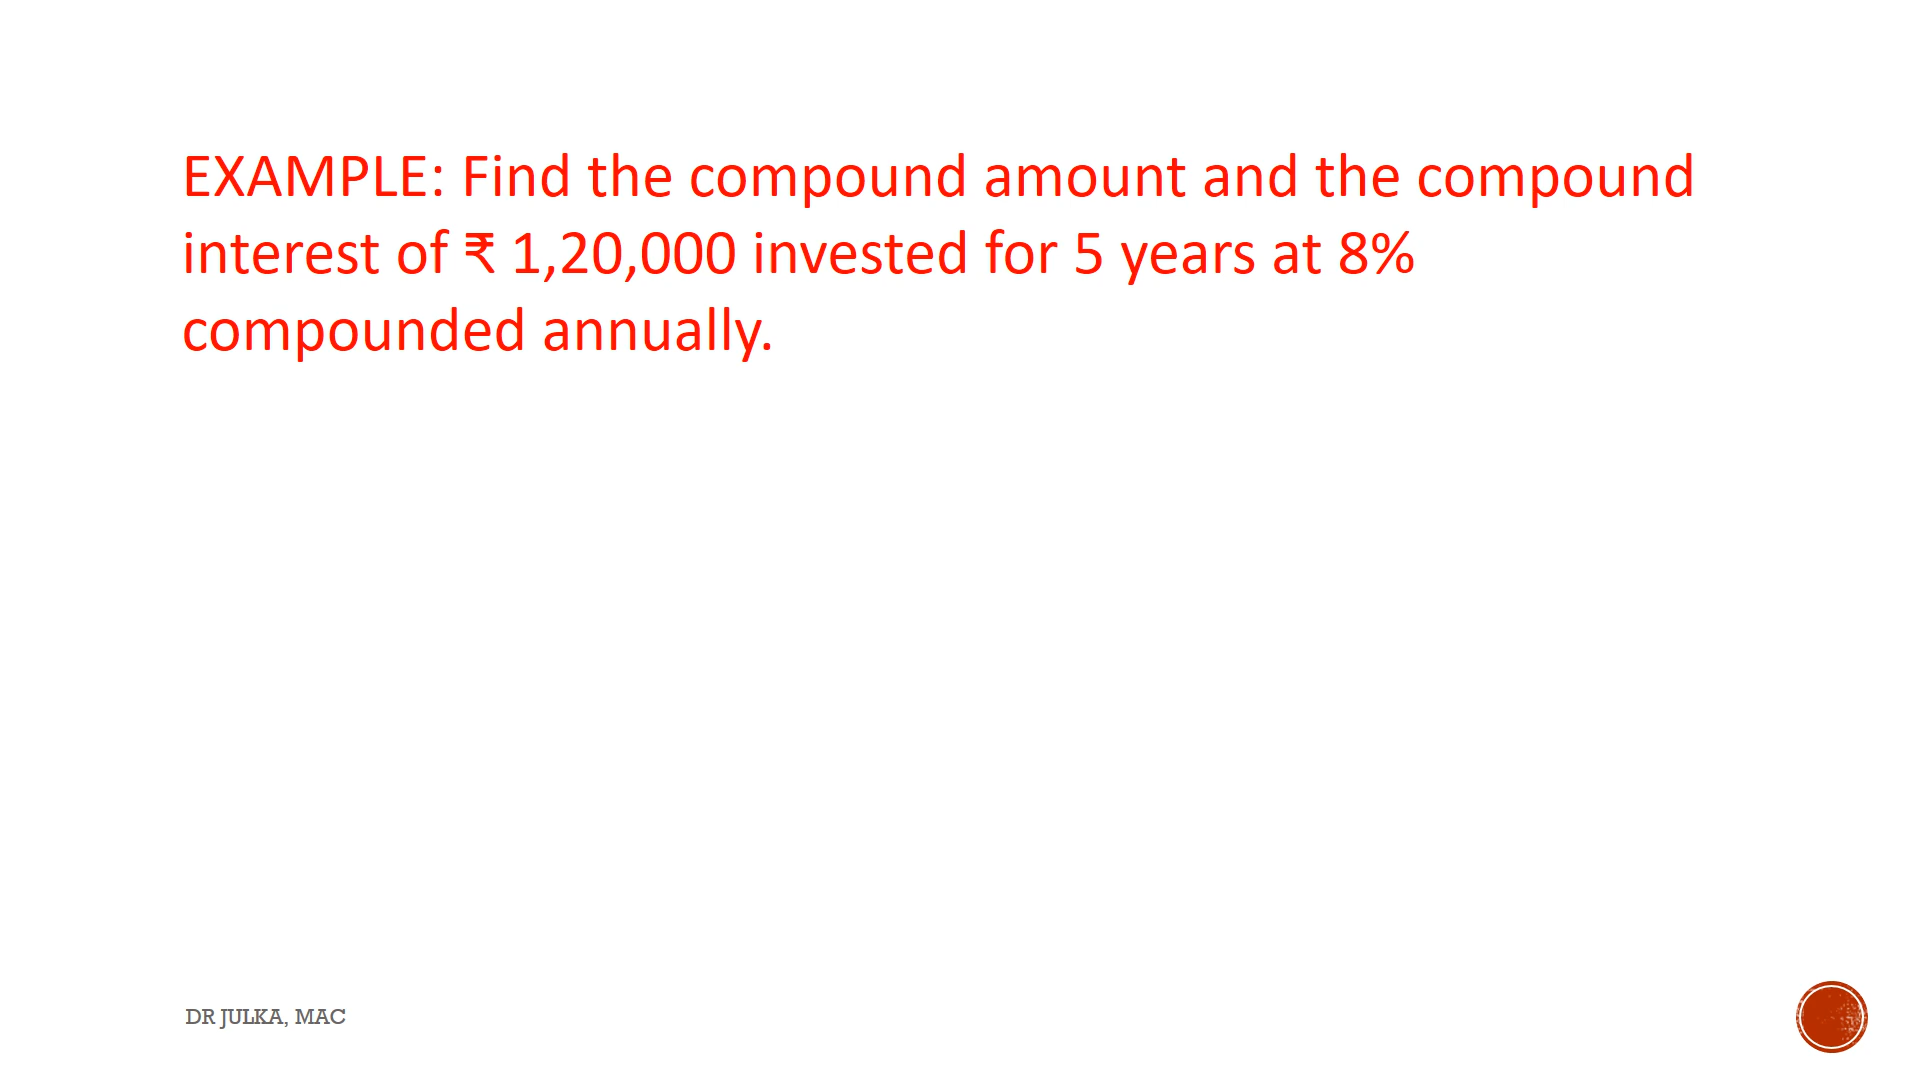 EXAMPLE: Find the compound amount and the compound
interest of ₹ 1,20,000 invested for 5 years at 8%
compounded annually.
DR JULKA, MAC